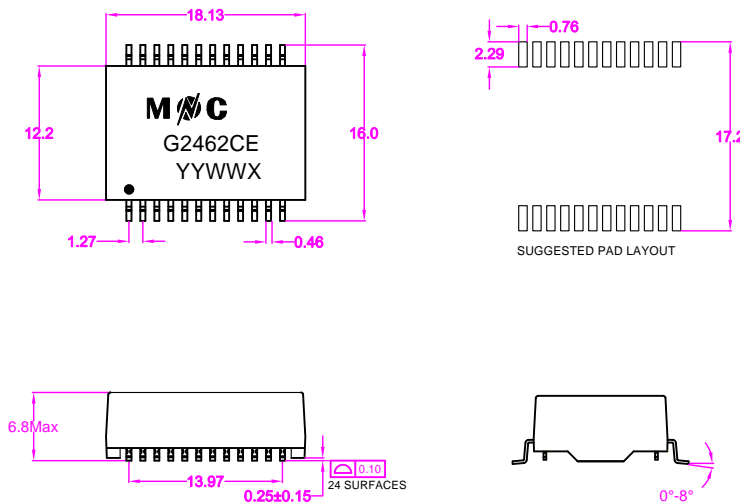 18.13
0.76
2.29
12.2
MNC
G2462CE
YYWWX
16.0
17.2
1.27
0.46
SUGGESTED PAD LAYOUT
6.8Max
13.97
0.10
24 SURFACES
0.25±0.15
0°-8°